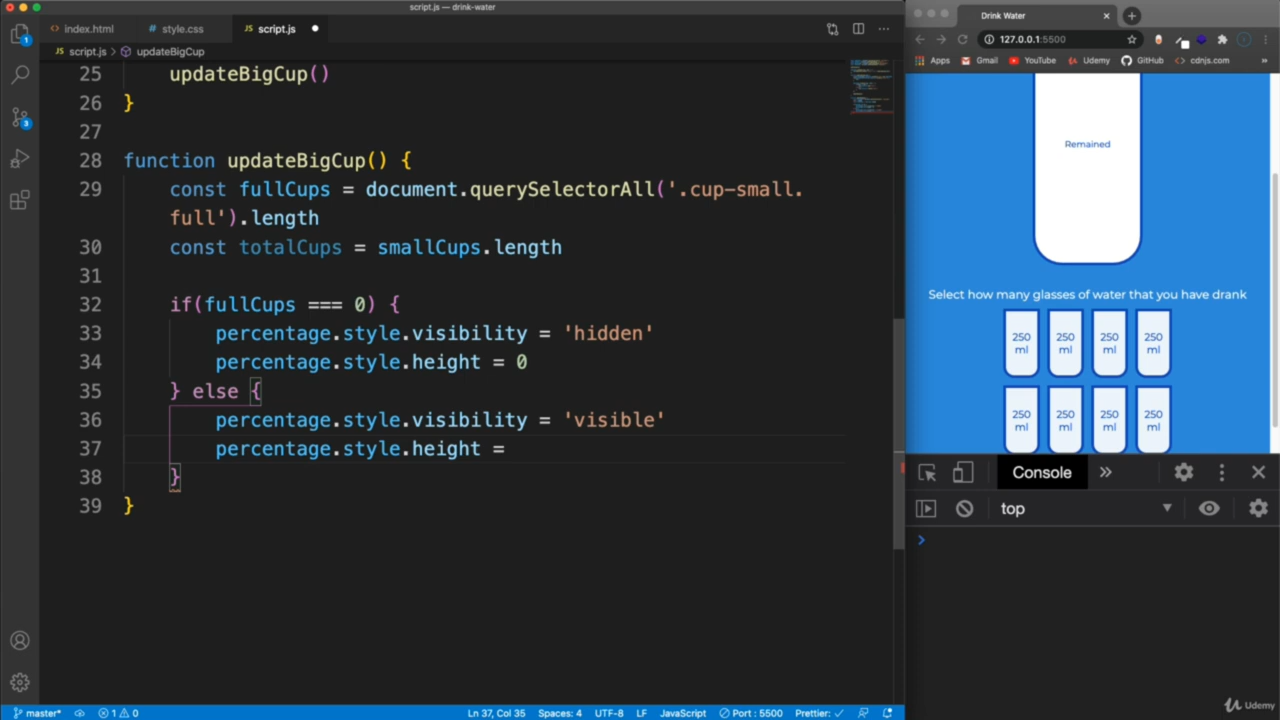 script.js — drink-water
index.html
style.css
JS script.js
JS script.js > updateBigCup
25 updateBigCup()
26 }
27
28 function updateBigCup() {
29 const fullCups = document.querySelectorAll('.cup-small.
full').length
30 const totalCups = smallCups.length
31
32 if(fullCups === 0) {
33 percentage.style.visibility = 'hidden'
34 percentage.style.height = 0
35 } else {
36 percentage.style.visibility = 'visible'
37 percentage.style.height =
38 }
39 }
1
3
master* 1 0 Ln 37, Col 35 Spaces: 4 UTF-8 LF JavaScript Port : 5500 Prettier: ✓
Drink Water
127.0.0.1:5500
Apps Gmail YouTube Udemy GitHub cdnjs.com »
Remained
Select how many glasses of water that you have drank
250 250 250 250
ml ml ml ml
250 250 250 250
ml ml ml ml
Console »
top
Udemy